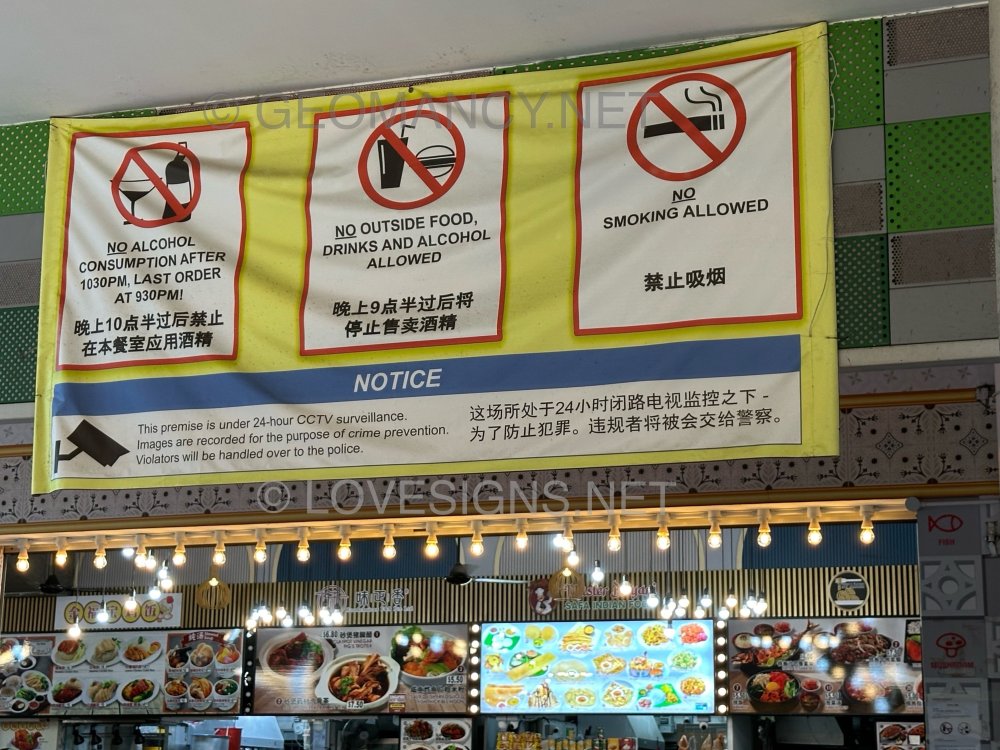 © GEOMANCY.NET
NO ALCOHOL
CONSUMPTION AFTER
1030PM, LAST ORDER
AT 930PM!
晚上10点半过后禁止
在本餐室应用酒精
NO OUTSIDE FOOD,
DRINKS AND ALCOHOL
ALLOWED
晚上9点半过后将
停止售卖酒精
NO
SMOKING ALLOWED
禁止吸烟
NOTICE
This premise is under 24-hour CCTV surveillance.
Images are recorded for the purpose of crime prevention.
Violators will be handled over to the police.
这场所处于24小时闭路电视监控之下 -
为了防止犯罪。违规者将被会交给警察。
© LOVESIGNS.NET
FISH
SAFA INDIAN
$6.80
$7.50
$5.50
MUSHROOM